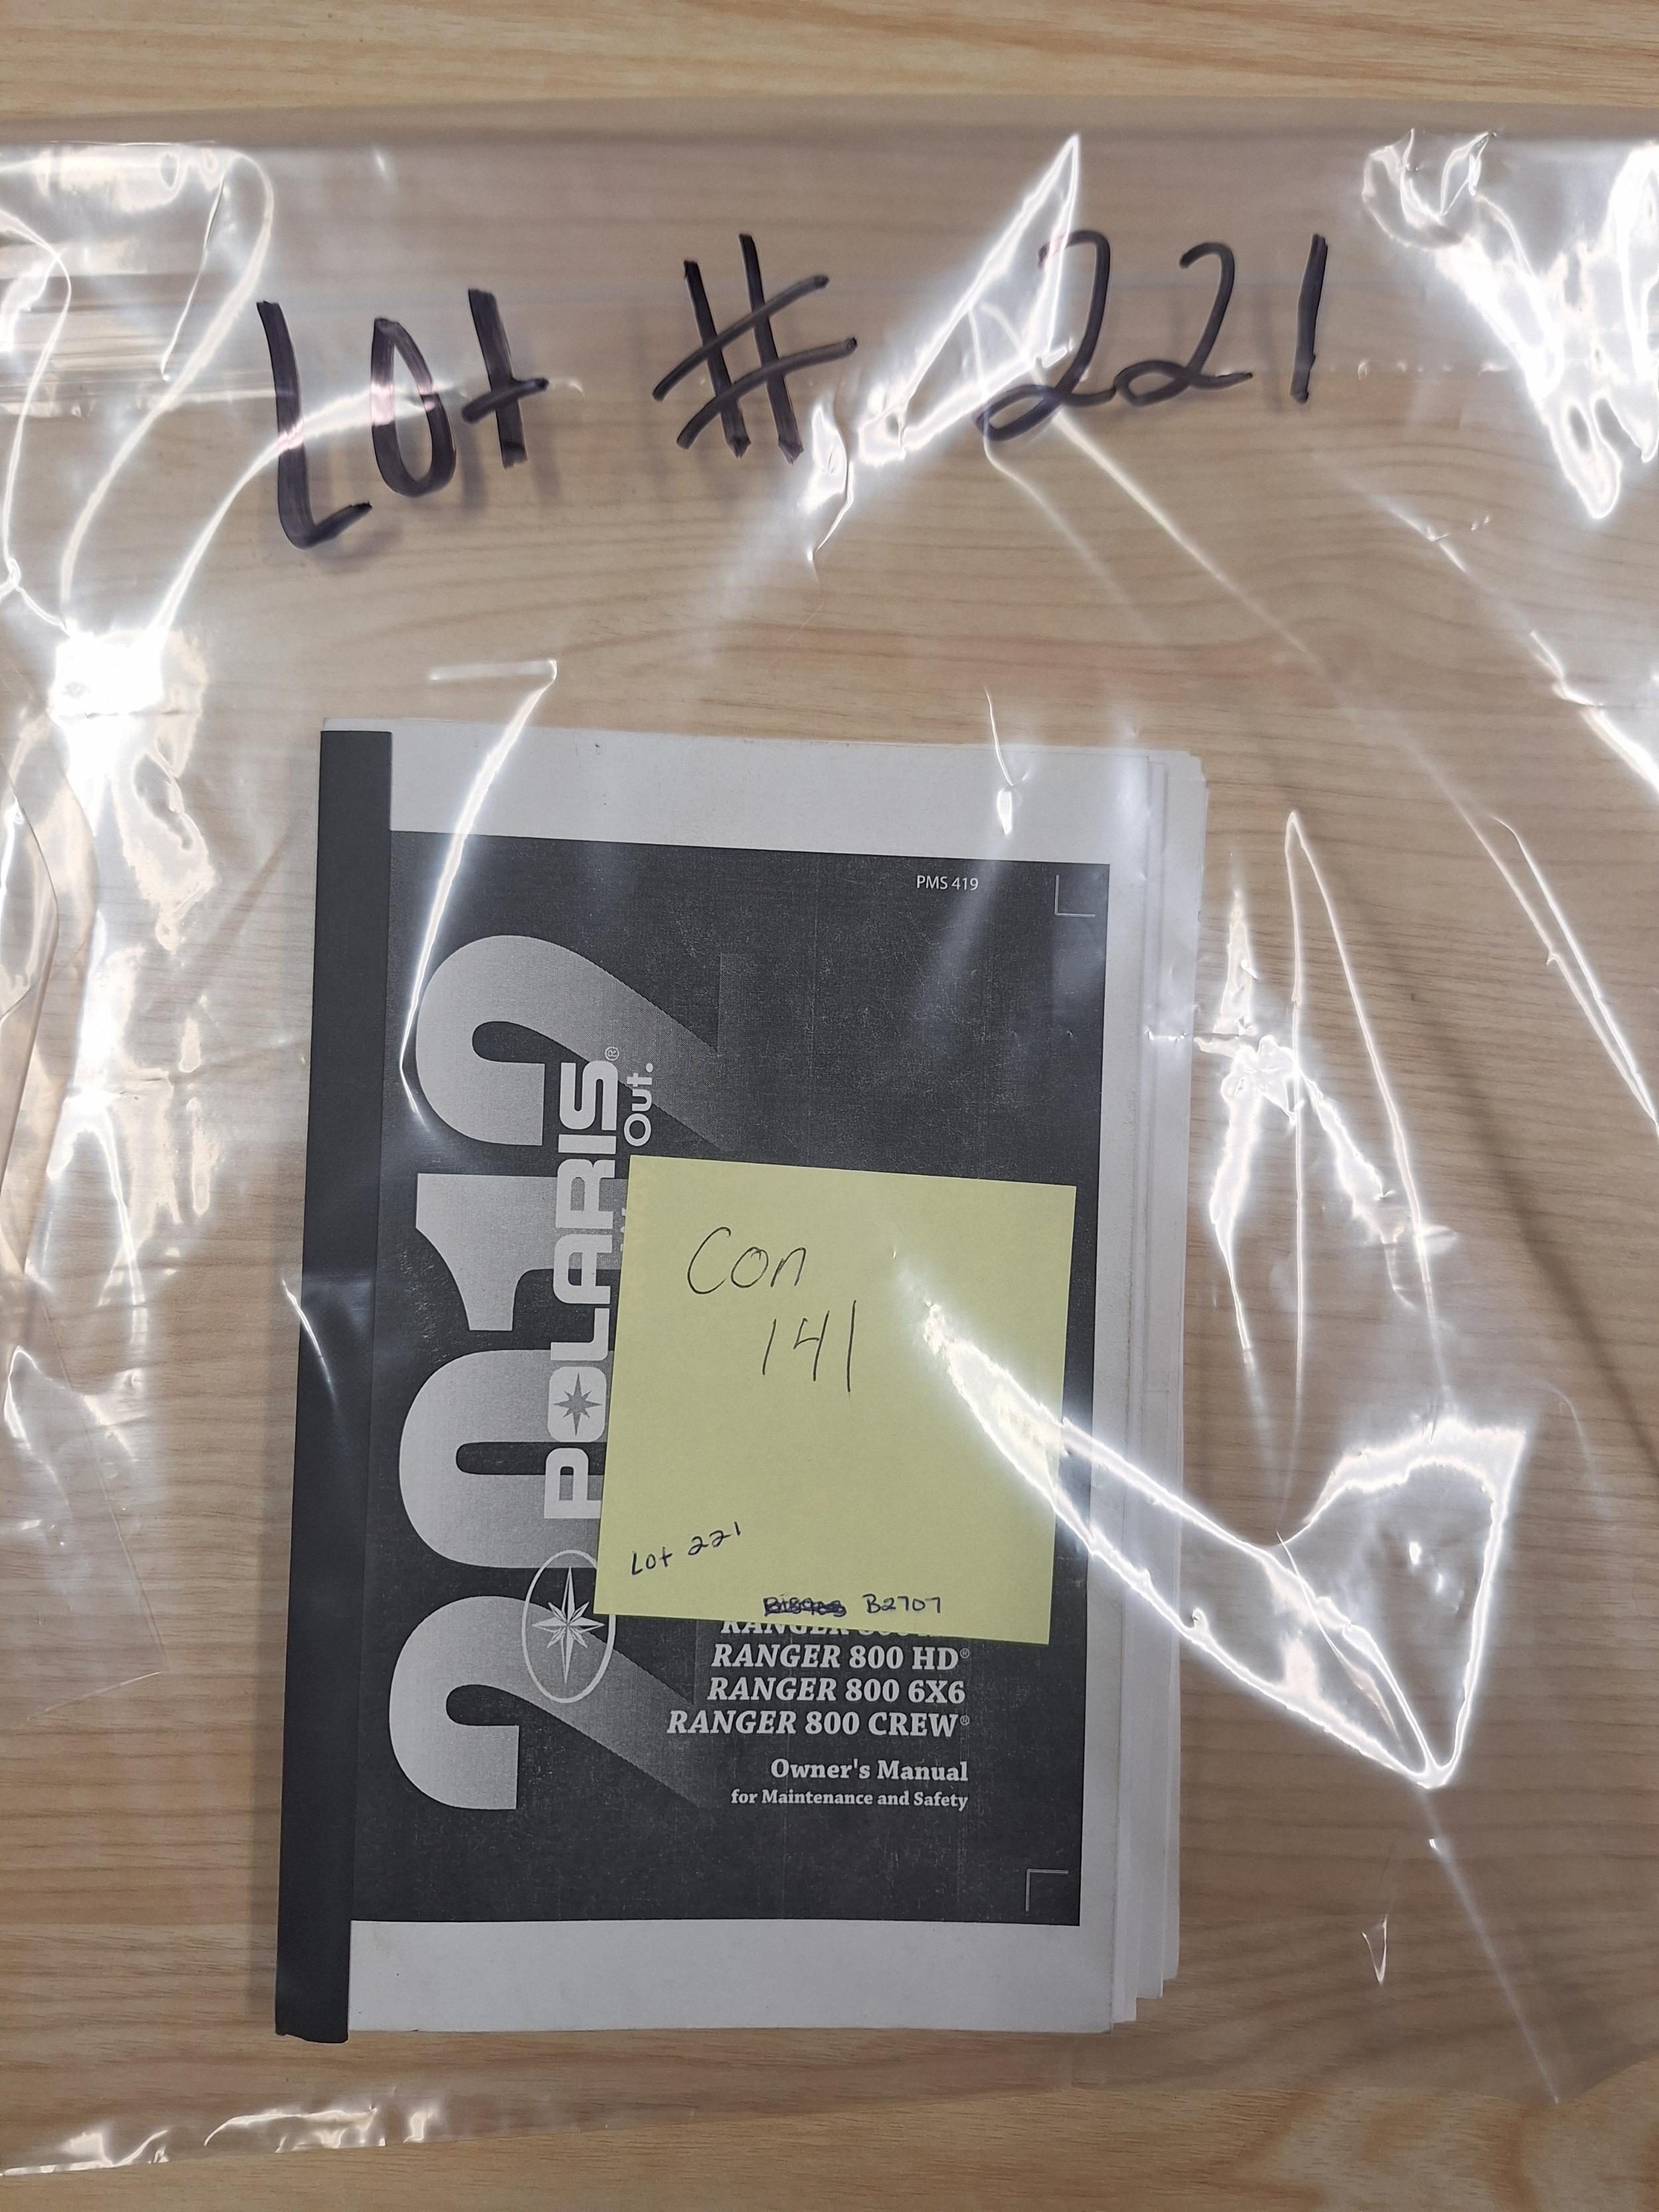 Lot # 221
PMS 419
2012
POLARIS®
Out.
Con
141
Lot 221
B2707
RANGER
RANGER 800 HD®
RANGER 800 6X6
RANGER 800 CREW®
Owner's Manual
for Maintenance and Safety